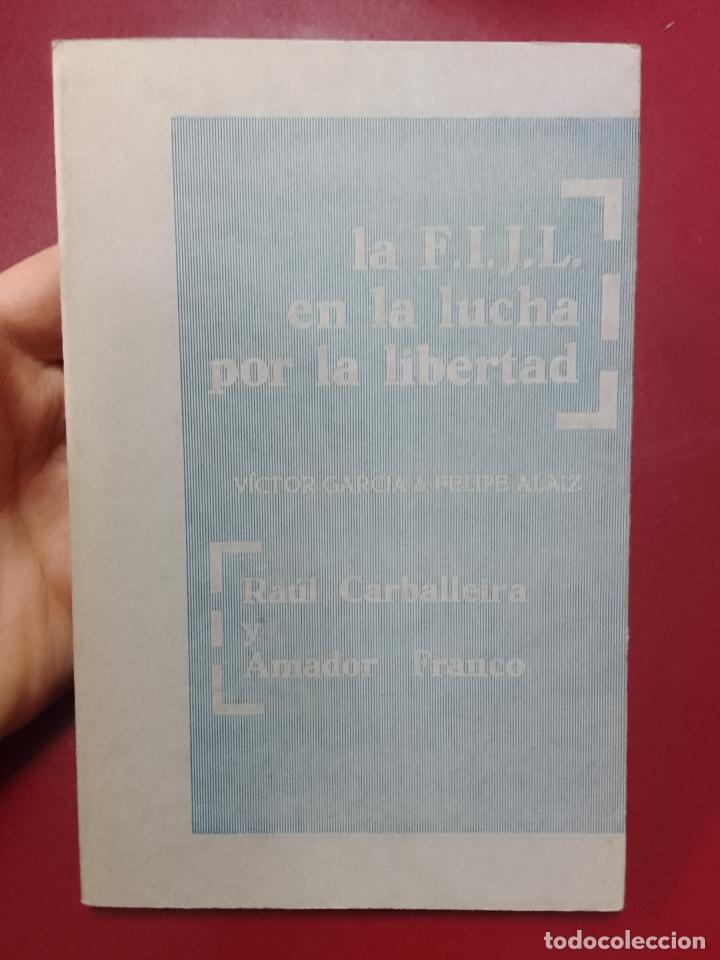 la F.I.J.L.
en la lucha
por la libertad
VÍCTOR GARCÍA & FELIPE ALAIZ
Raúl Carballeira
y
Amador Franco
todocoleccion